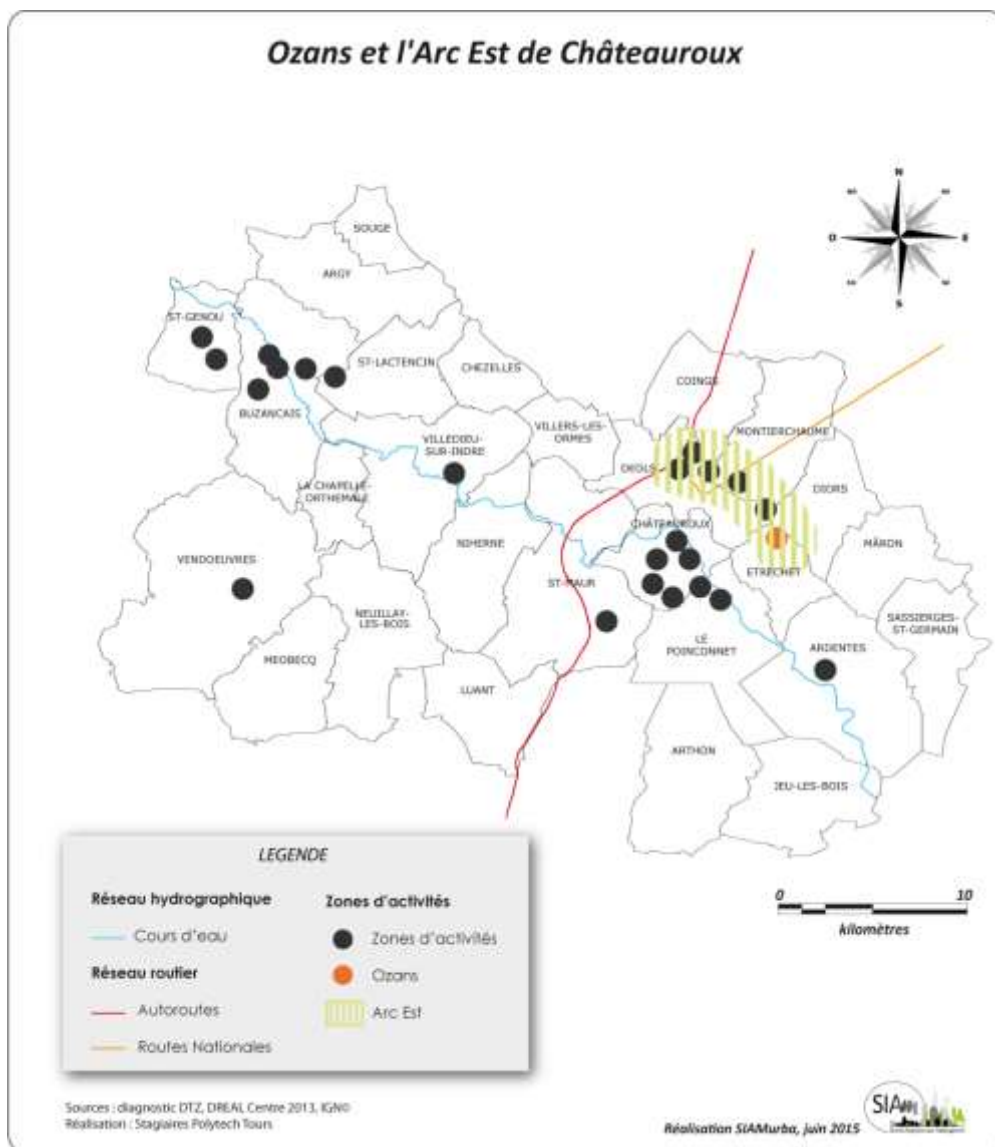 Ozans et l'Arc Est de Châteauroux
N
O
E
S
SOUGE
ARGY
ST-GENOU
ST-LACTENCIN
CHEZELLES
COINGS
BUZANCAIS
VILLEDIEU-
SUR-INDRE
VILLERS-LES-
ORMES
MONTIERCHAUME
DEOLS
LA CHAPELLE-
ORTHEMALE
DIORS
CHÂTEAUROUX
NIHERNE
MÂRON
VENDOEUVRES
ST-MAUR
ETRECHET
NEUILLAY-
LES-BOIS
SASSIERGES-
ST-GERMAIN
LE
POINCONNET
ARDENTES
MEOBECQ
LUANT
ARTHON
JEU-LES-BOIS
LEGENDE
Réseau hydrographique
Cours d'eau
Réseau routier
Autoroutes
Routes Nationales
Zones d'activités
Zones d'activités
Ozans
Arc Est
0 10
kilomètres
Sources : diagnostic DTZ, DREAL Centre 2013, IGN©
Réalisation : Stagiaires Polytech Tours
Réalisation SIAMurba, juin 2015